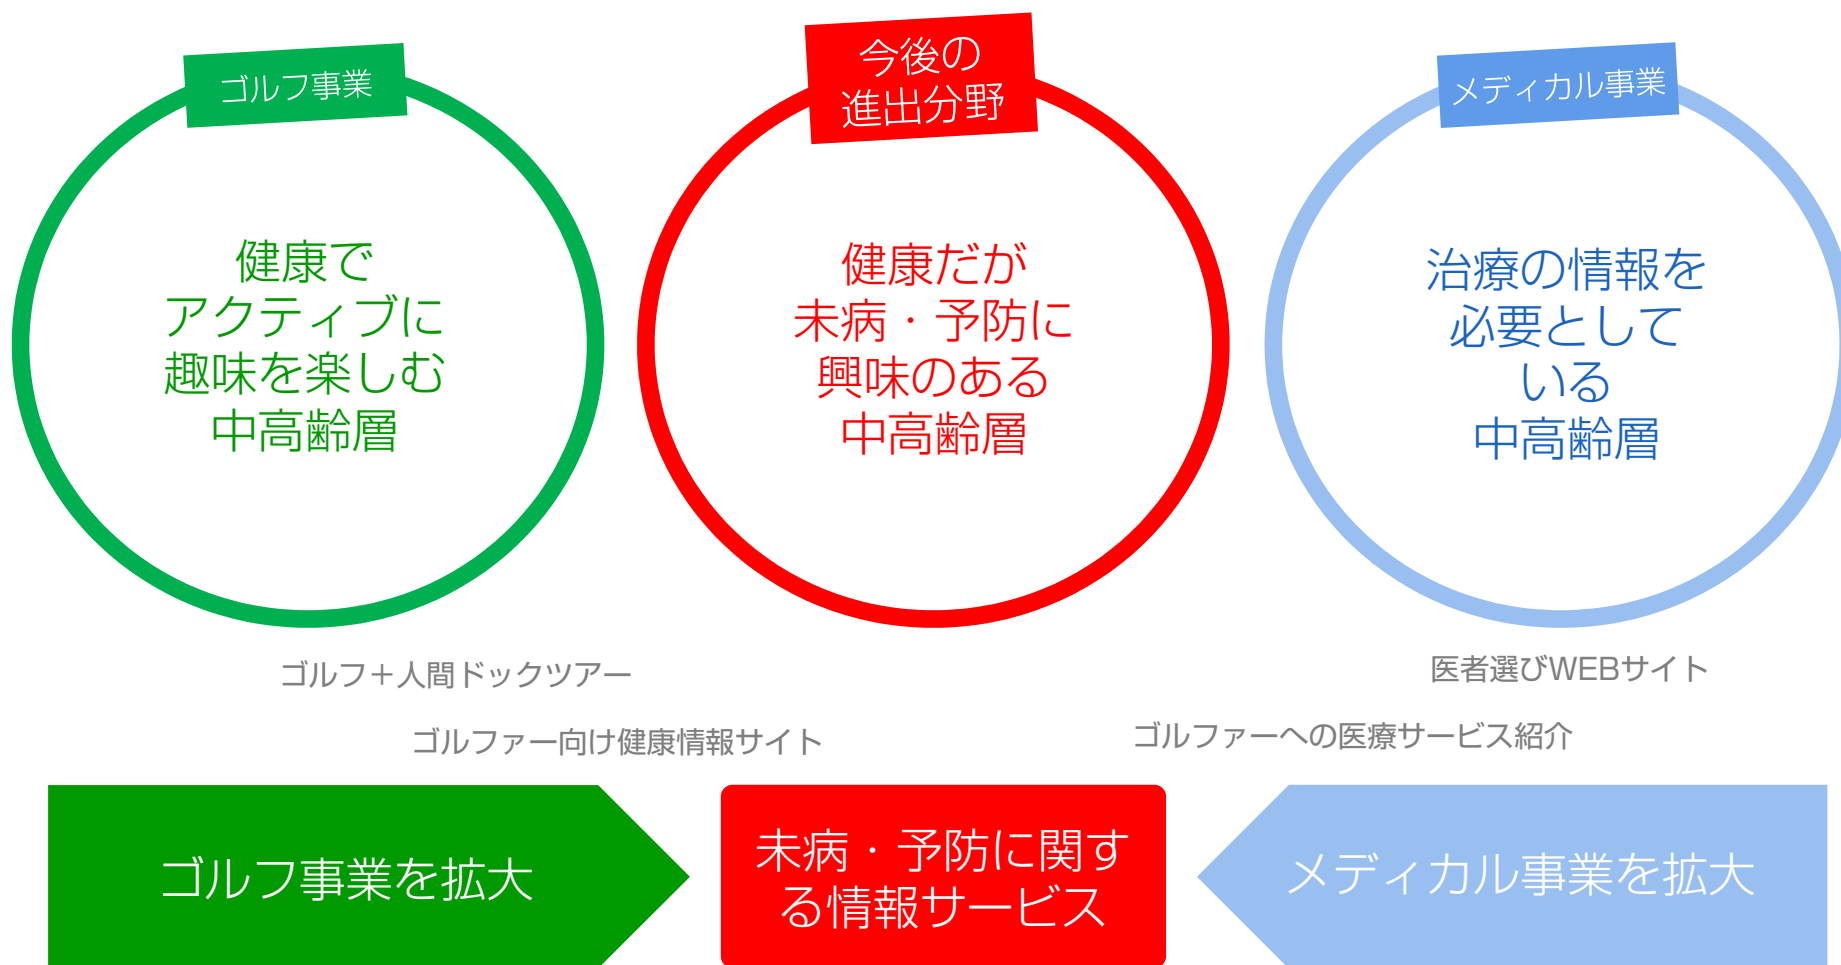 ゴルフ事業
健康で
アクティブに
趣味を楽しむ
中高齢層
今後の
進出分野
健康だが
未病・予防に
興味のある
中高齢層
メディカル事業
治療の情報を
必要として
いる
中高齢層
ゴルフ＋人間ドックツアー
医者選びWEBサイト
ゴルファー向け健康情報サイト
ゴルファーへの医療サービス紹介
ゴルフ事業を拡大
未病・予防に関す
る情報サービス
メディカル事業を拡大